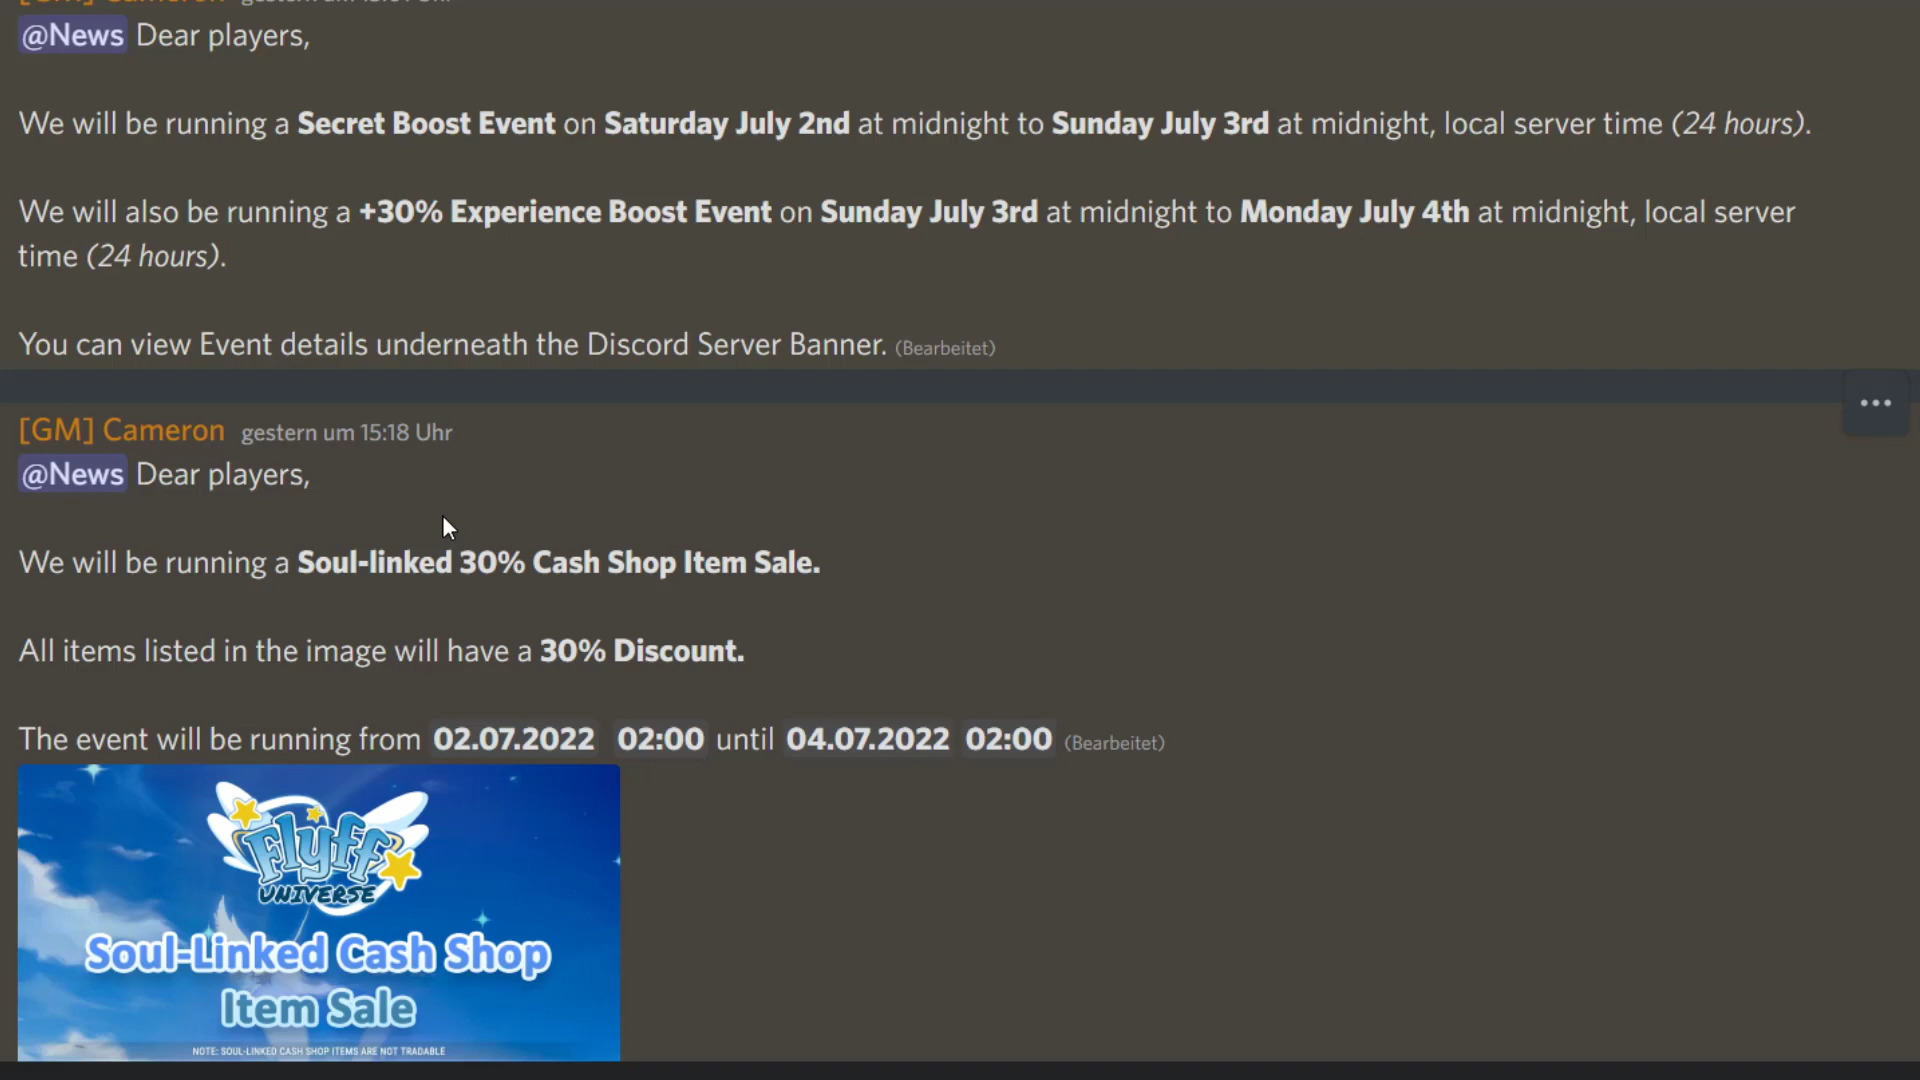 [GM] Cameron
@News Dear players,
We will be running a Secret Boost Event on Saturday July 2nd at midnight to Sunday July 3rd at midnight, local server time (24 hours).
We will also be running a +30% Experience Boost Event on Sunday July 3rd at midnight to Monday July 4th at midnight, local server
time (24 hours).
You can view Event details underneath the Discord Server Banner. (Bearbeitet)
[GM] Cameron gestern um 15:18 Uhr
@News Dear players,
We will be running a Soul-linked 30% Cash Shop Item Sale.
All items listed in the image will have a 30% Discount.
The event will be running from 02.07.2022 02:00 until 04.07.2022 02:00 (Bearbeitet)
Flyff
UNIVERSE
Soul-Linked Cash Shop
Item Sale
NOTE: SOUL-LINKED CASH SHOP ITEMS ARE NOT TRADABLE